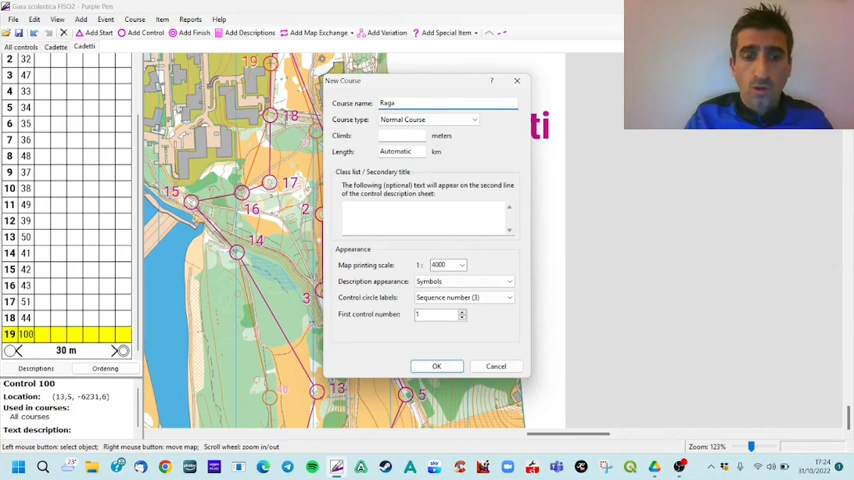 Gara scolastica FISO2 - Purple Pen
File Edit View Add Event Course Item Reports Help
Add Start Add Control Add Finish Add Descriptions Add Map Exchange Add Variation Add Special Item
All controls Cadette Cadetti
2 32
3 47
4 33
5 34
6 35
7 36
8 48
9 37
10 38
11 49
12 39
13 50
14 41
15 42
16 43
17 51
18 44
19 100
30 m
Descriptions Ordering
Control 100
Location: (13,5, -6231,6)
Used in courses:
All courses
Text description:
19
18
17
15
16
2
14
3
13
5
ti
New Course
Course name: Raga
Course type: Normal Course
Climb: meters
Length: Automatic km
Class list / Secondary title
The following (optional) text will appear on the second line
of the control description sheet:
Appearance
Map printing scale: 1 : 4000
Description appearance: Symbols
Control circle labels: Sequence number (3)
First control number: 1
OK Cancel
Left mouse button: select object; Right mouse button: move map; Scroll wheel: zoom in/out
Zoom: 123%
23°
sky
17:24
31/10/2022